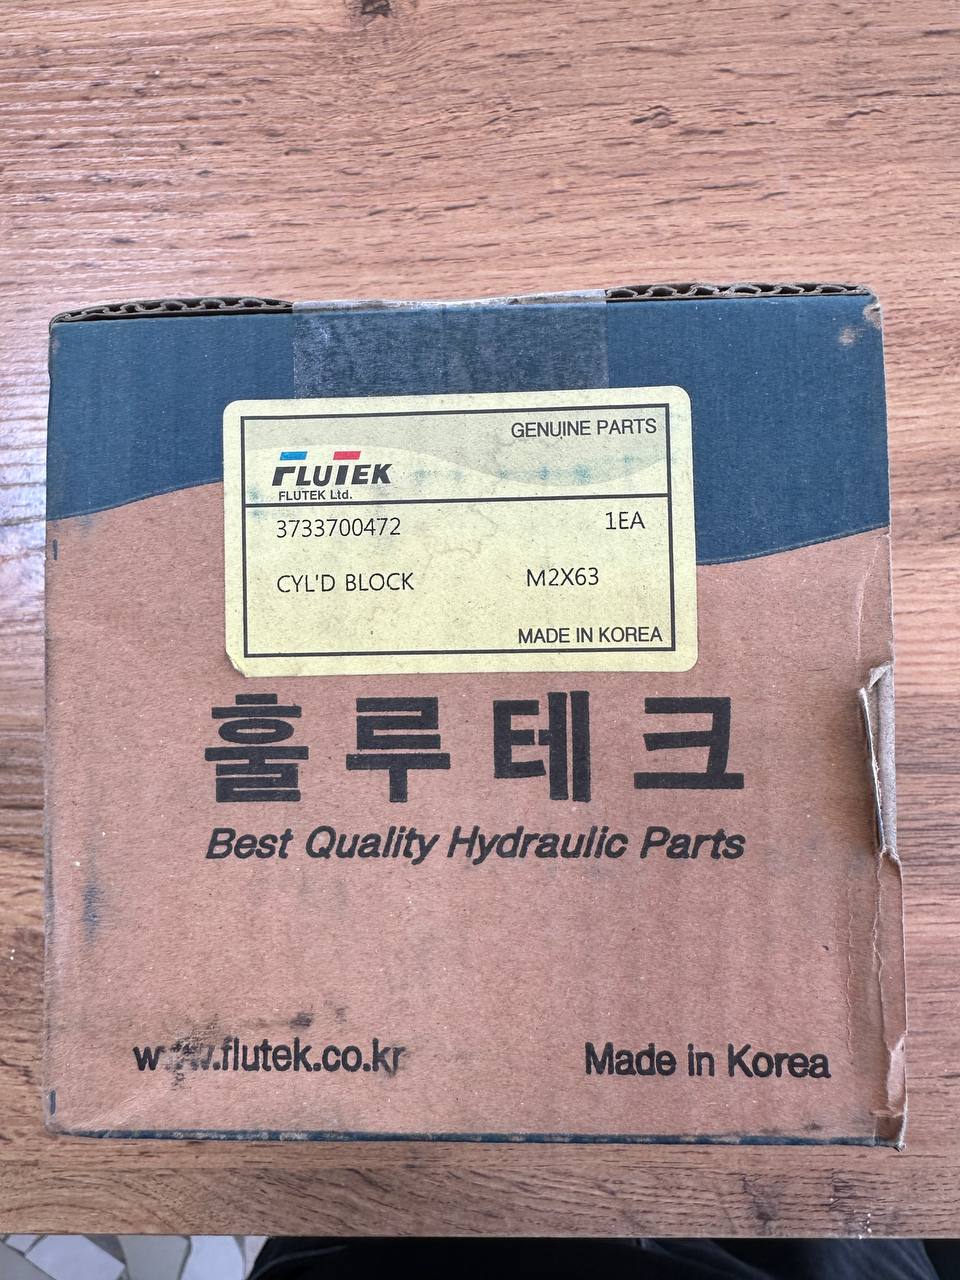 GENUINE PARTS
FLUTEK
FLUTEK Ltd.
3733700472 1EA
CYL'D BLOCK M2X63
MADE IN KOREA
훌루테크
Best Quality Hydraulic Parts
www.flutek.co.kr Made in Korea